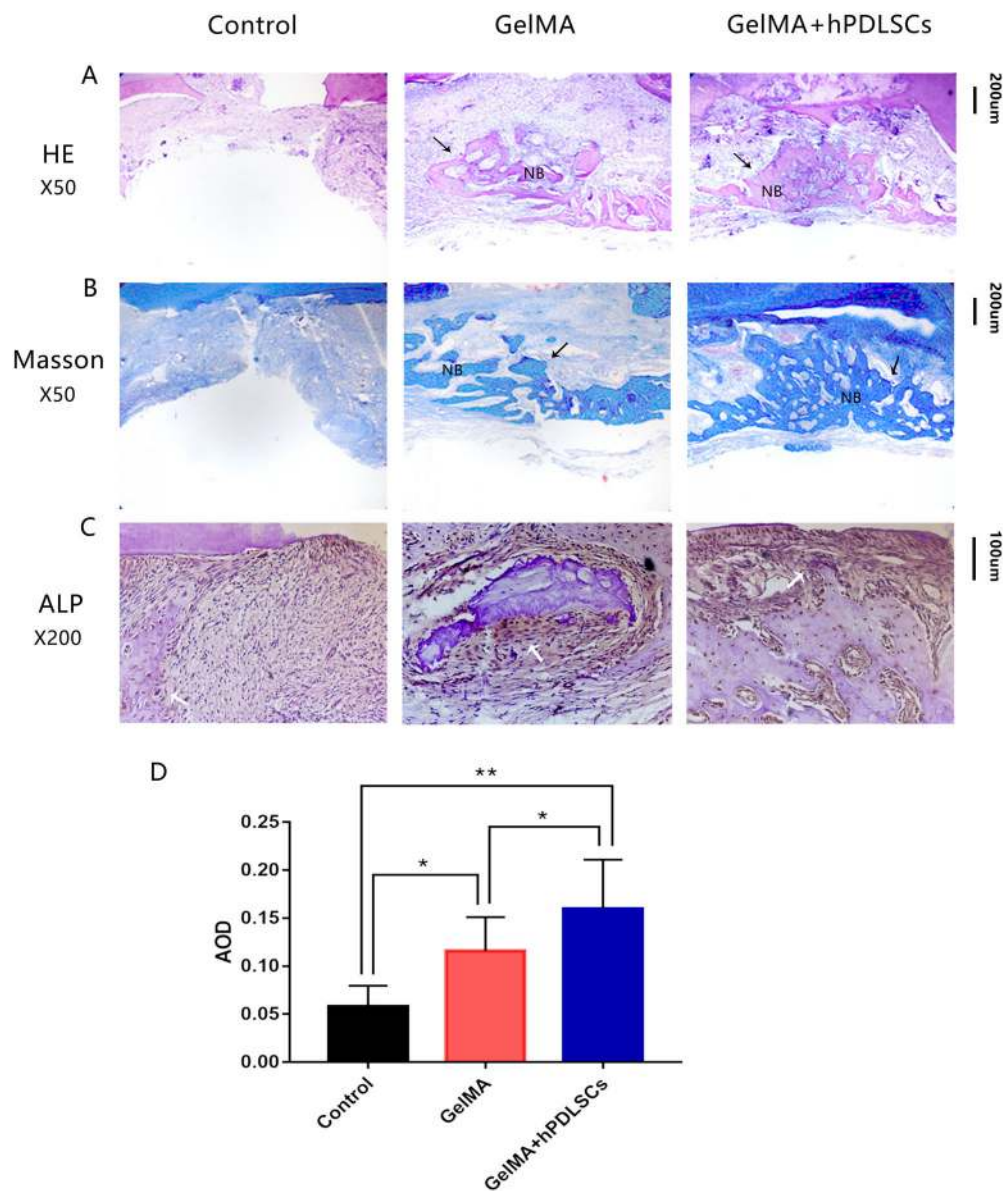 Control GelMA GelMA+hPDLSCs
A
HE
X50
NB
NB
200um
B
Masson
X50
NB
NB
200um
C
ALP
X200
100um
D
**
*
*
0.25
0.20
0.15
0.10
0.05
0.00
AOD
Control
GelMA
GelMA+hPDLSCs